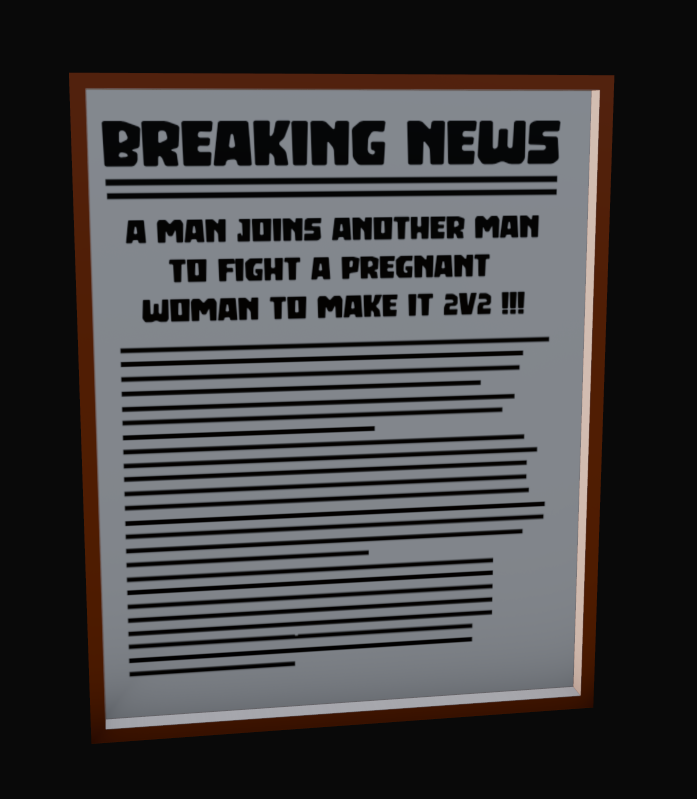 BREAKING NEWS
A MAN JOINS ANOTHER MAN
TO FIGHT A PREGNANT
WOMAN TO MAKE IT 2V2 !!!